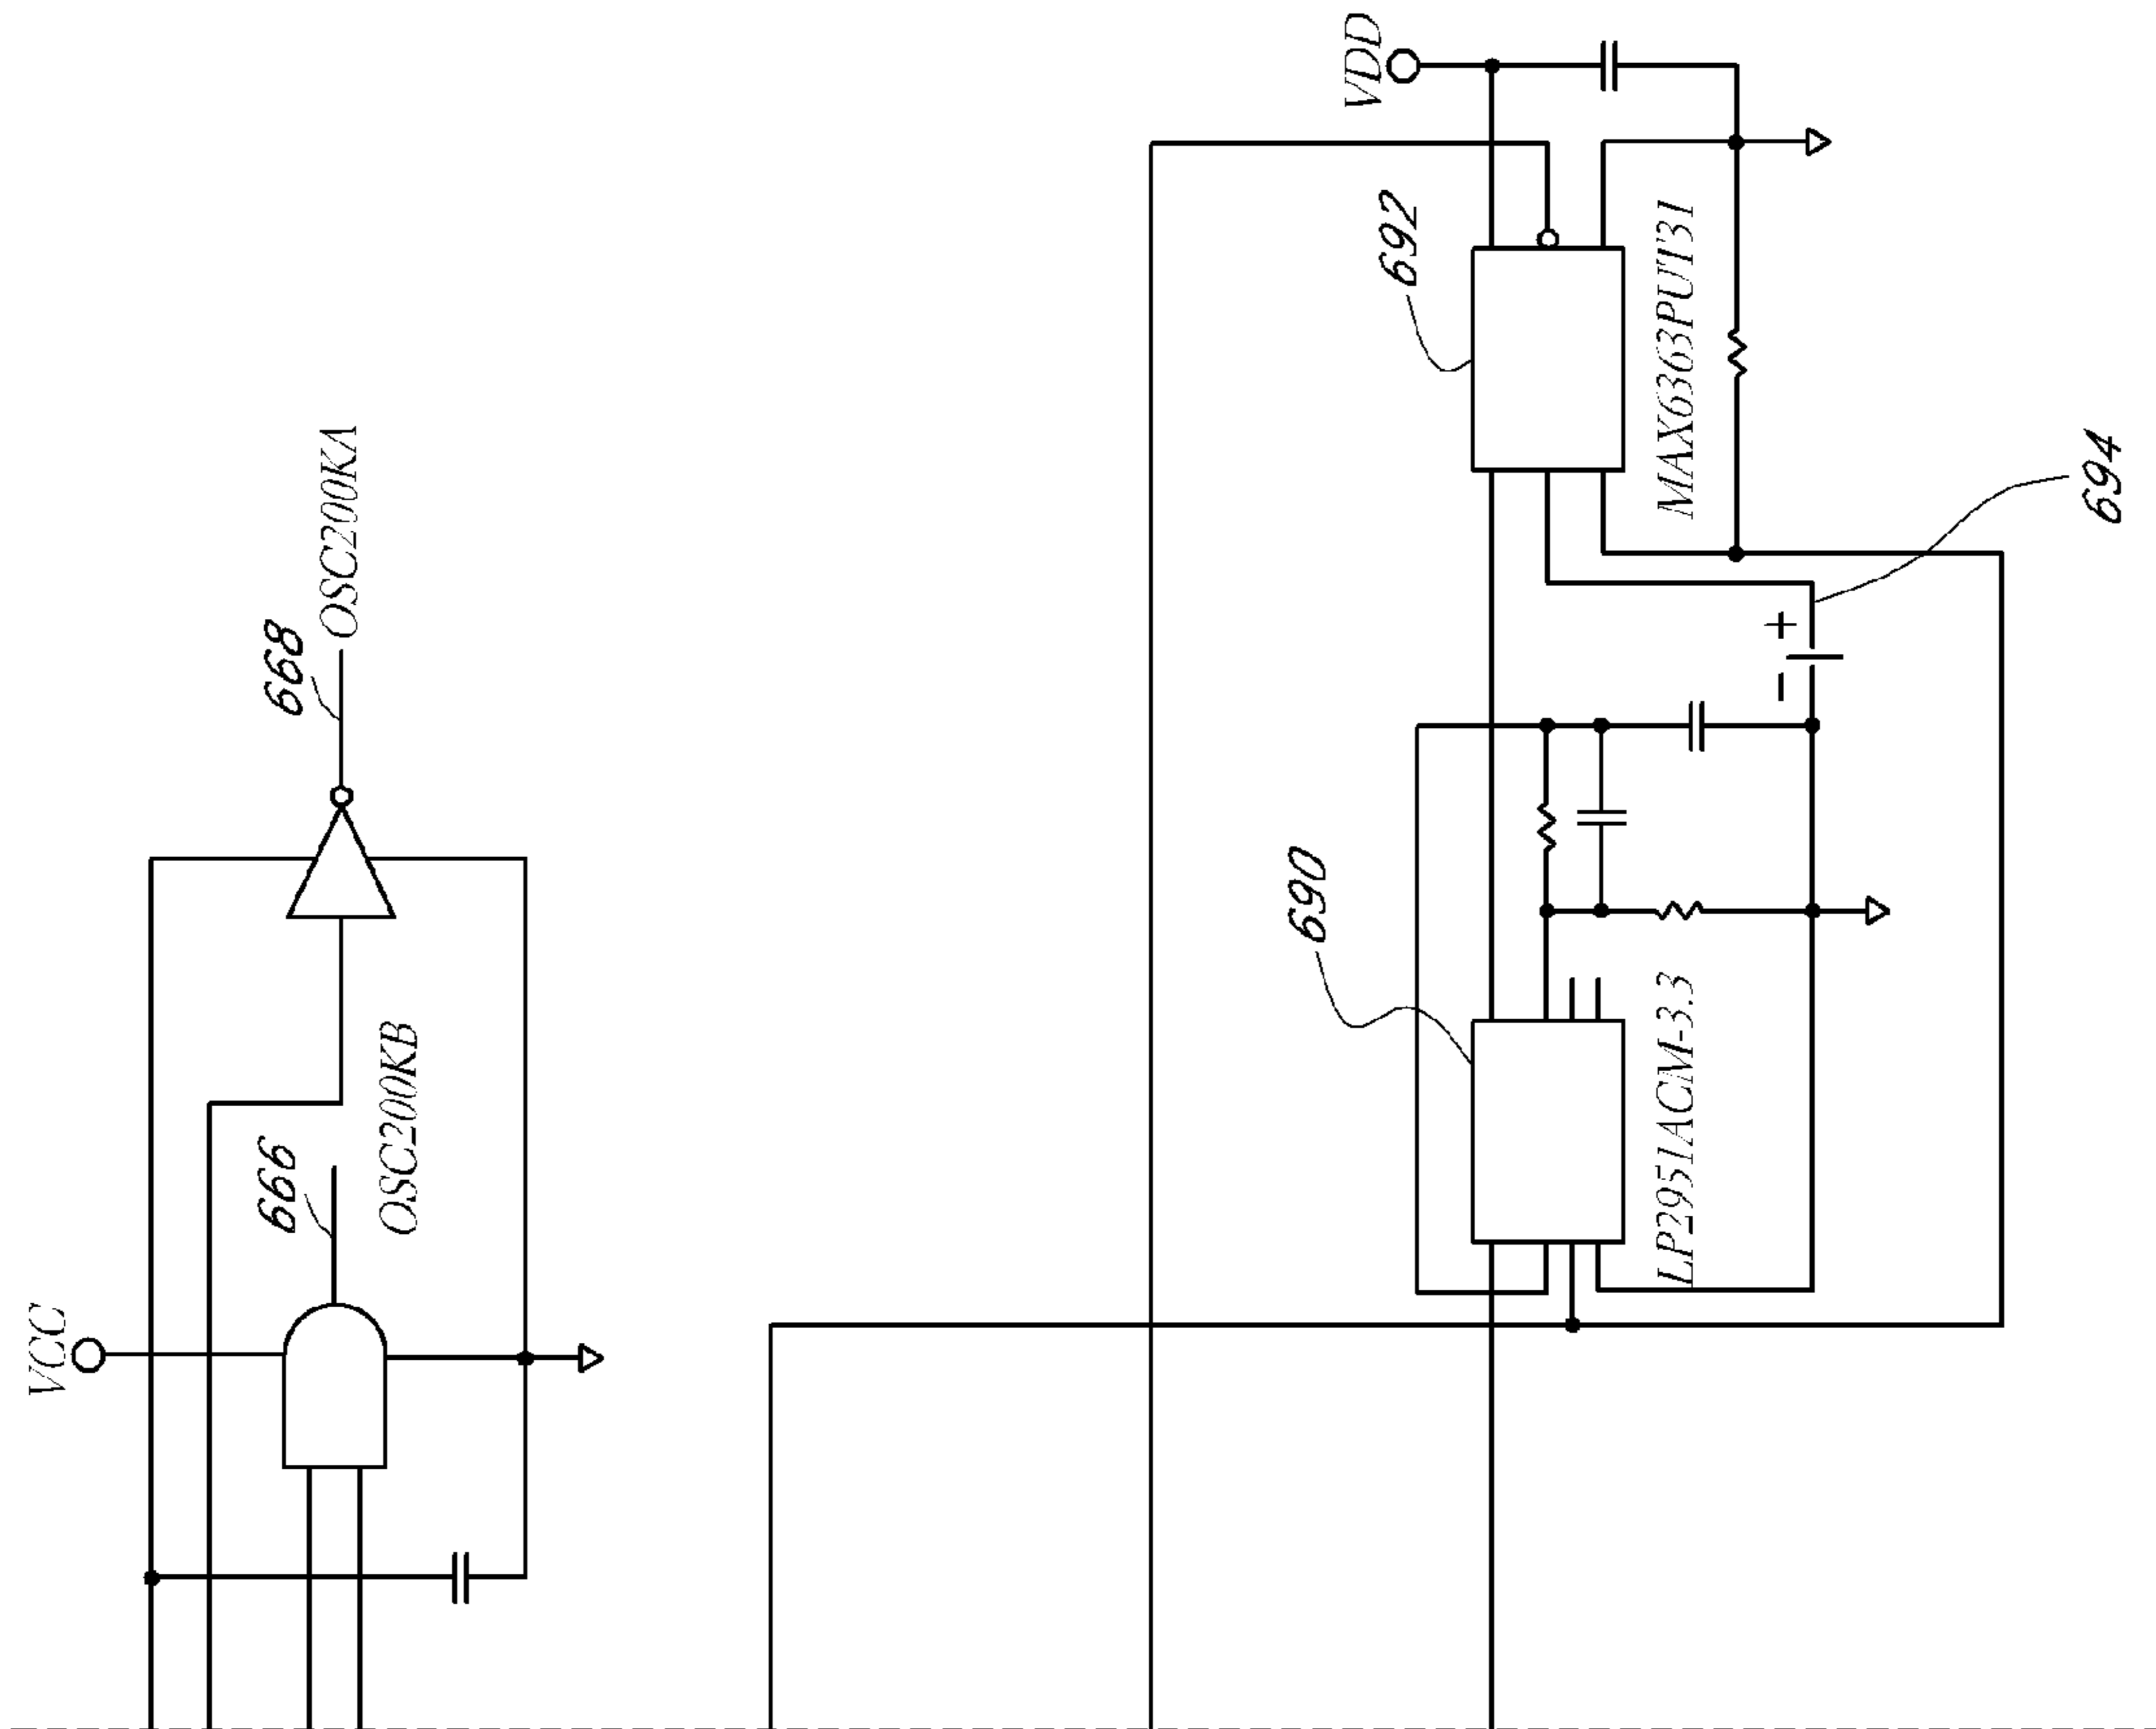 VCC
666
OSC200KB
668
OSC200KA
690
LP2951ACM-3.3
692
MAX6363PUT31
VDD
694
- +